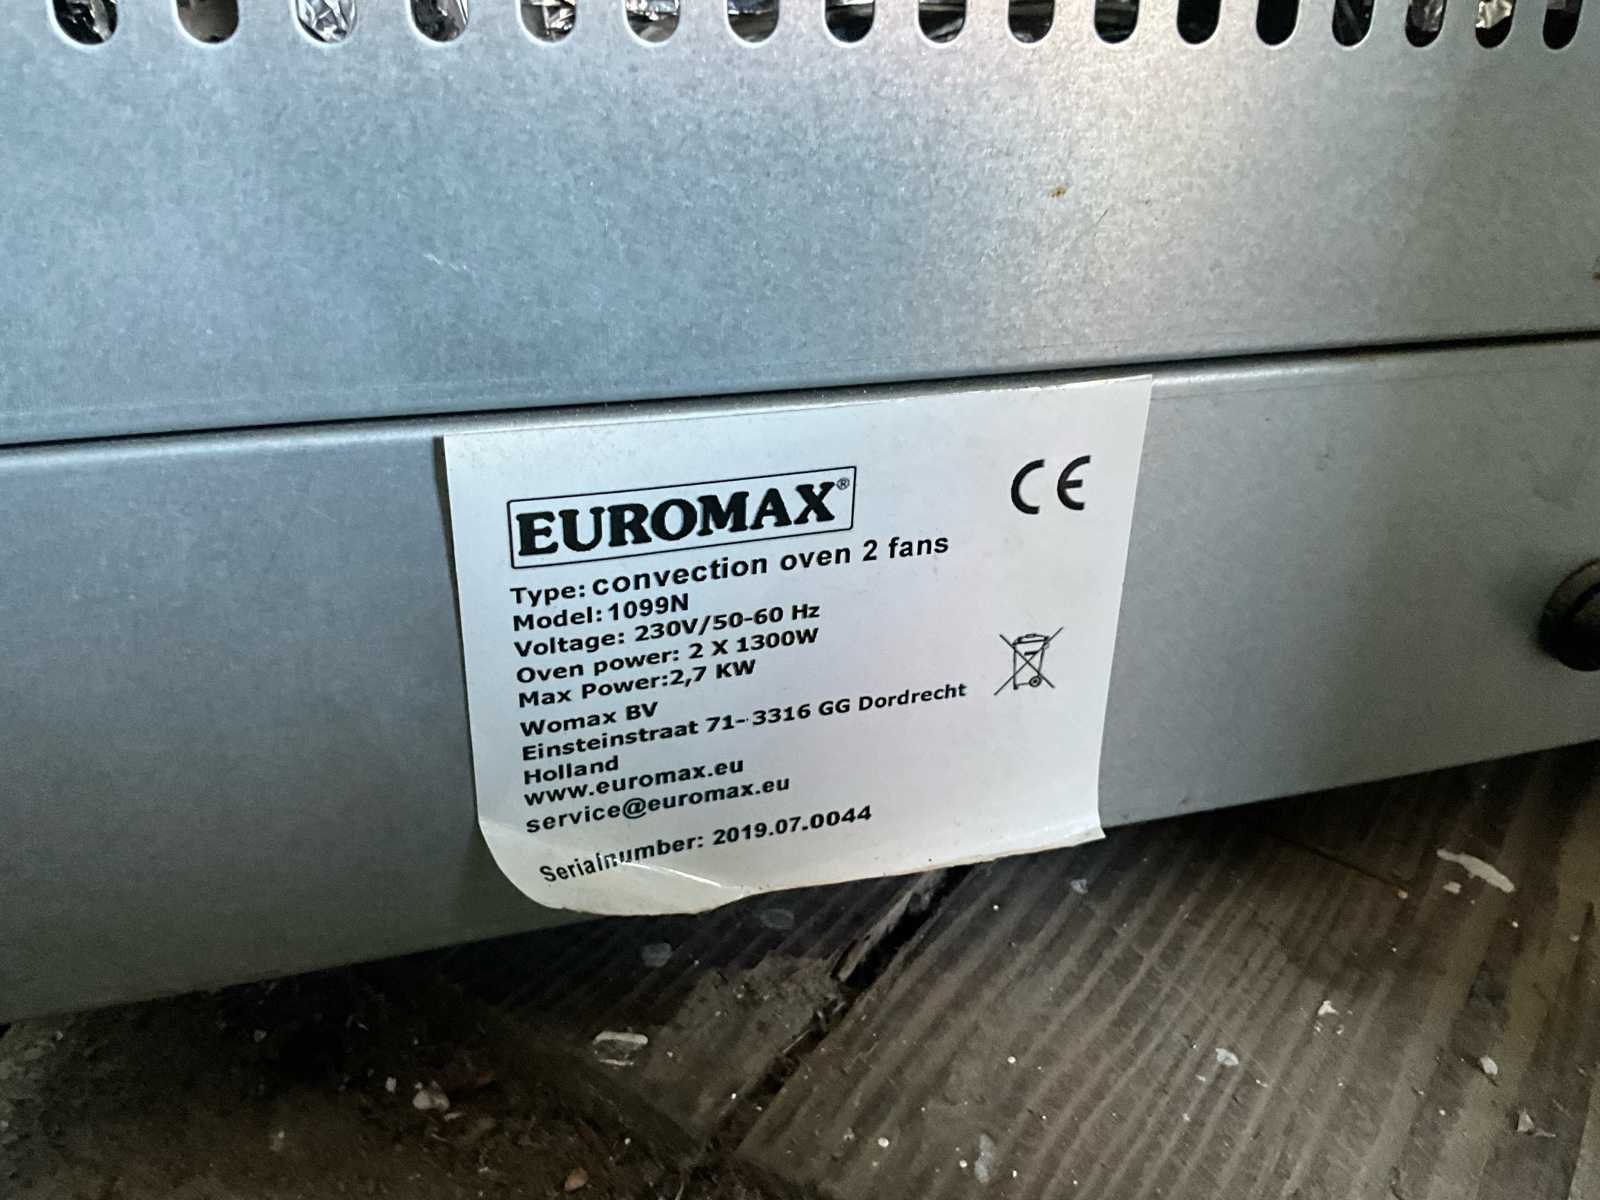 EUROMAX®
CE
Type: convection oven 2 fans
Model: 1099N
Voltage: 230V/50-60 Hz
Oven power: 2 X 1300W
Max Power:2,7 KW
Womax BV
Einsteinstraat 71- 3316 GG Dordrecht
Holland
www.euromax.eu
service@euromax.eu
Serialnumber: 2019.07.0044